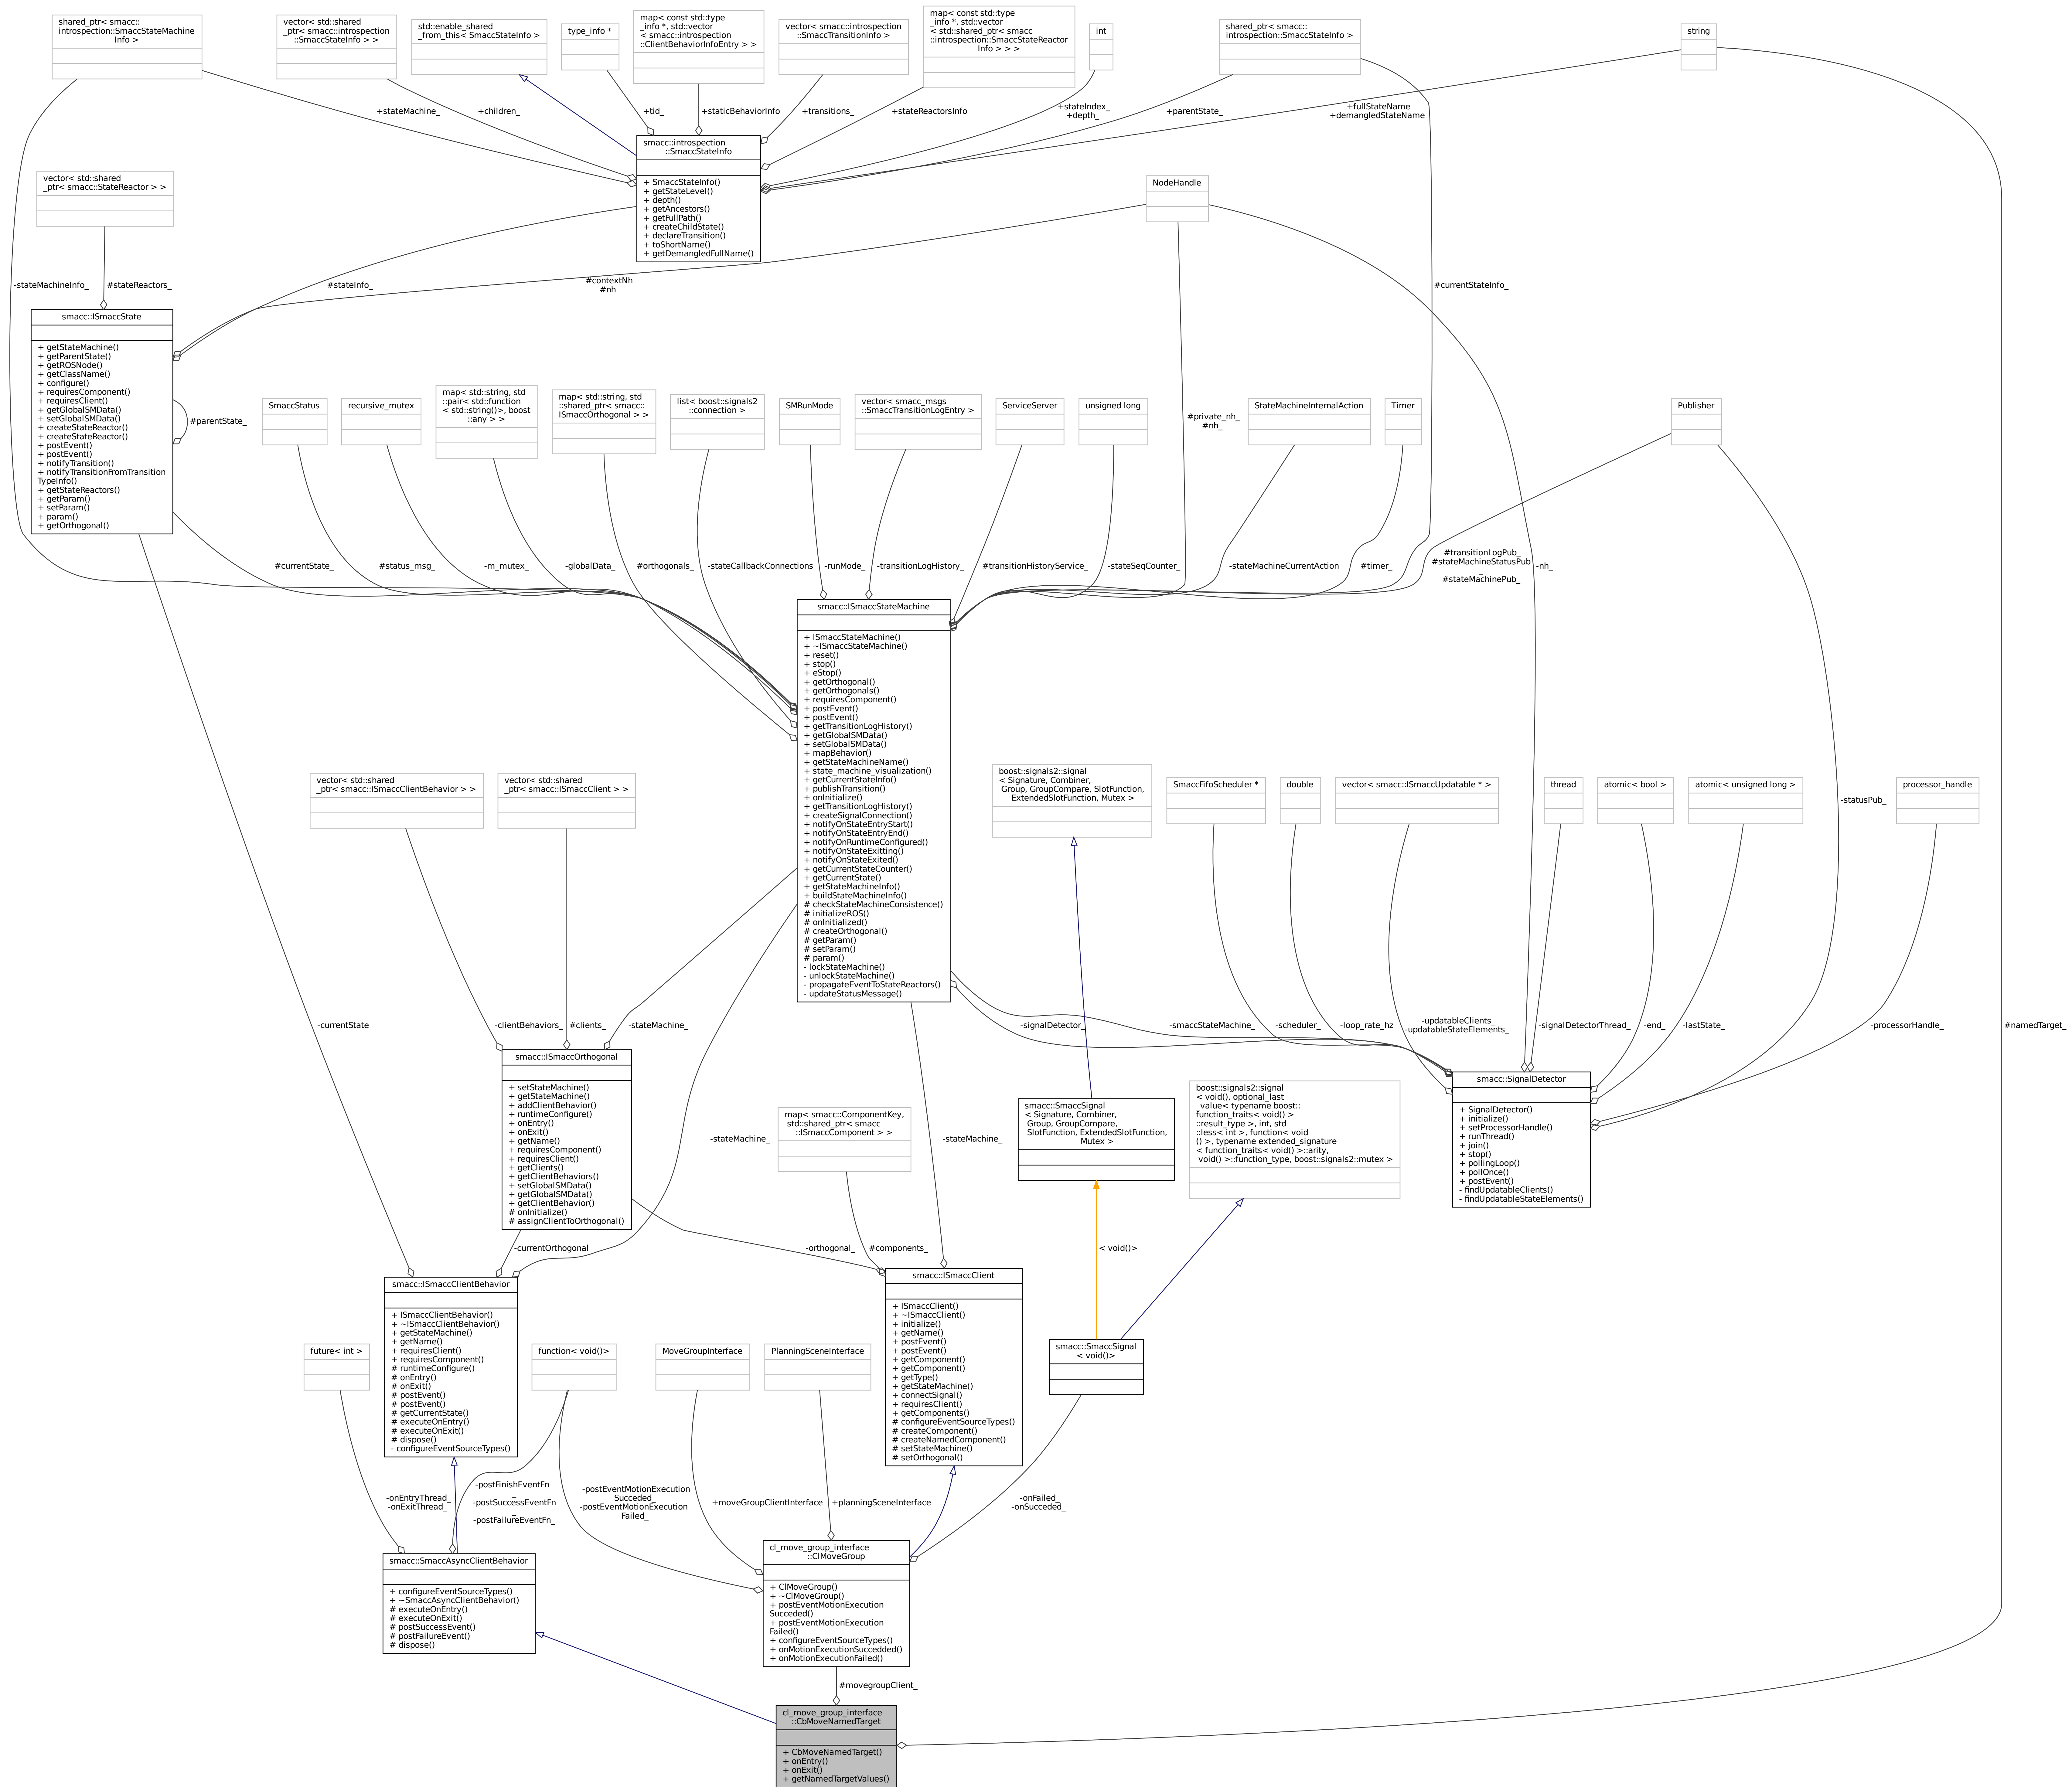 shared_ptr< smacc::
introspection::SmaccStateMachine
Info >
vector< std::shared
_ptr< smacc::introspection
::SmaccStateInfo > >
std::enable_shared
_from_this< SmaccStateInfo >
type_info *
map< const std::type
_info *, std::vector
< smacc::introspection
::ClientBehaviorInfoEntry > >
vector< smacc::introspection
::SmaccTransitionInfo >
map< const std::type
_info *, std::vector
< std::shared_ptr< smacc
::introspection::SmaccStateReactor
Info > > >
int
shared_ptr< smacc::
introspection::SmaccStateInfo >
string
+stateMachine_
+children_
+tid_
+staticBehaviorInfo
+transitions_
+stateReactorsInfo
+stateIndex_
+depth_
+parentState_
+fullStateName
+demangledStateName
smacc::introspection
::SmaccStateInfo
+ SmaccStateInfo()
+ getStateLevel()
+ depth()
+ getAncestors()
+ getFullPath()
+ createChildState()
+ declareTransition()
+ toShortName()
+ getDemangledFullName()
vector< std::shared
_ptr< smacc::StateReactor > >
NodeHandle
-stateMachineInfo_
#stateReactors_
#stateInfo_
#contextNh
#nh
#currentStateInfo_
smacc::ISmaccState
+ getStateMachine()
+ getParentState()
+ getROSNode()
+ getClassName()
+ configure()
+ requiresComponent()
+ requiresClient()
+ getGlobalSMData()
+ setGlobalSMData()
+ createStateReactor()
+ createStateReactor()
+ postEvent()
+ postEvent()
+ notifyTransition()
+ notifyTransitionFromTransition
TypeInfo()
+ getStateReactors()
+ getParam()
+ setParam()
+ param()
+ getOrthogonal()
#parentState_
SmaccStatus
recursive_mutex
map< std::string, std
::pair< std::function
< std::string()>, boost
::any > >
map< std::string, std
::shared_ptr< smacc::
ISmaccOrthogonal > >
list< boost::signals2
::connection >
SMRunMode
vector< smacc_msgs
::SmaccTransitionLogEntry >
ServiceServer
unsigned long
#private_nh_
#nh_
StateMachineInternalAction
Timer
Publisher
#currentState_
#status_msg_
-m_mutex_
-globalData_
#orthogonals_
-stateCallbackConnections
-runMode_
-transitionLogHistory_
#transitionHistoryService_
-stateSeqCounter_
-stateMachineCurrentAction
#timer_
#transitionLogPub_
#stateMachineStatusPub
_
#stateMachinePub_
-nh_
smacc::ISmaccStateMachine
+ ISmaccStateMachine()
+ ~ISmaccStateMachine()
+ reset()
+ stop()
+ eStop()
+ getOrthogonal()
+ getOrthogonals()
+ requiresComponent()
+ postEvent()
+ postEvent()
+ getTransitionLogHistory()
+ getGlobalSMData()
+ setGlobalSMData()
+ mapBehavior()
+ getStateMachineName()
+ state_machine_visualization()
+ getCurrentStateInfo()
+ publishTransition()
+ onInitialize()
+ getTransitionLogHistory()
+ createSignalConnection()
+ notifyOnStateEntryStart()
+ notifyOnStateEntryEnd()
+ notifyOnRuntimeConfigured()
+ notifyOnStateExitting()
+ notifyOnStateExited()
+ getCurrentStateCounter()
+ getCurrentState()
+ getStateMachineInfo()
+ buildStateMachineInfo()
# checkStateMachineConsistence()
# initializeROS()
# onInitialized()
# createOrthogonal()
# getParam()
# setParam()
# param()
- lockStateMachine()
- unlockStateMachine()
- propagateEventToStateReactors()
- updateStatusMessage()
vector< std::shared
_ptr< smacc::ISmaccClientBehavior > >
vector< std::shared
_ptr< smacc::ISmaccClient > >
boost::signals2::signal
< Signature, Combiner,
Group, GroupCompare, SlotFunction,
ExtendedSlotFunction, Mutex >
SmaccFifoScheduler *
double
vector< smacc::ISmaccUpdatable * >
thread
atomic< bool >
atomic< unsigned long >
-statusPub_
processor_handle
-currentState
-clientBehaviors_
#clients_
-stateMachine_
-signalDetector_
-smaccStateMachine_
-scheduler_
-loop_rate_hz
-updatableClients_
-updatableStateElements_
-signalDetectorThread_
-end_
-lastState_
-processorHandle_
#namedTarget_
smacc::ISmaccOrthogonal
+ setStateMachine()
+ getStateMachine()
+ addClientBehavior()
+ runtimeConfigure()
+ onEntry()
+ onExit()
+ getName()
+ requiresComponent()
+ requiresClient()
+ getClients()
+ getClientBehaviors()
+ setGlobalSMData()
+ getGlobalSMData()
+ getClientBehavior()
# onInitialize()
# assignClientToOrthogonal()
smacc::SignalDetector
+ SignalDetector()
+ initialize()
+ setProcessorHandle()
+ runThread()
+ join()
+ stop()
+ pollingLoop()
+ pollOnce()
+ postEvent()
- findUpdatableClients()
- findUpdatableStateElements()
-stateMachine_
map< smacc::ComponentKey,
std::shared_ptr< smacc
::ISmaccComponent > >
-stateMachine_
smacc::SmaccSignal
< Signature, Combiner,
Group, GroupCompare,
SlotFunction, ExtendedSlotFunction,
Mutex >
boost::signals2::signal
< void(), optional_last
_value< typename boost::
function_traits< void() >
::result_type >, int, std
::less< int >, function< void
() >, typename extended_signature
< function_traits< void() >::arity,
void() >::function_type, boost::signals2::mutex >
-currentOrthogonal
-orthogonal_
#components_
< void()>
smacc::ISmaccClientBehavior
+ ISmaccClientBehavior()
+ ~ISmaccClientBehavior()
+ getStateMachine()
+ getName()
+ requiresClient()
+ requiresComponent()
# runtimeConfigure()
# onEntry()
# onExit()
# postEvent()
# postEvent()
# getCurrentState()
# executeOnEntry()
# executeOnExit()
# dispose()
- configureEventSourceTypes()
smacc::ISmaccClient
+ ISmaccClient()
+ ~ISmaccClient()
+ initialize()
+ getName()
+ postEvent()
+ postEvent()
+ getComponent()
+ getComponent()
+ getType()
+ getStateMachine()
+ connectSignal()
+ requiresClient()
+ getComponents()
# configureEventSourceTypes()
# createComponent()
# createNamedComponent()
# setStateMachine()
# setOrthogonal()
future< int >
function< void()>
MoveGroupInterface
PlanningSceneInterface
smacc::SmaccSignal
< void()>
-onEntryThread_
-onExitThread_
-postFinishEventFn
_
-postSuccessEventFn
_
-postFailureEventFn_
-postEventMotionExecution
Succeded_
-postEventMotionExecution
Failed_
+moveGroupClientInterface
+planningSceneInterface
-onFailed_
-onSucceded_
smacc::SmaccAsyncClientBehavior
+ configureEventSourceTypes()
+ ~SmaccAsyncClientBehavior()
# executeOnEntry()
# executeOnExit()
# postSuccessEvent()
# postFailureEvent()
# dispose()
cl_move_group_interface
::ClMoveGroup
+ ClMoveGroup()
+ ~ClMoveGroup()
+ postEventMotionExecution
Succeded()
+ postEventMotionExecution
Failed()
+ configureEventSourceTypes()
+ onMotionExecutionSuccedded()
+ onMotionExecutionFailed()
#movegroupClient_
cl_move_group_interface
::CbMoveNamedTarget
+ CbMoveNamedTarget()
+ onEntry()
+ onExit()
+ getNamedTargetValues()